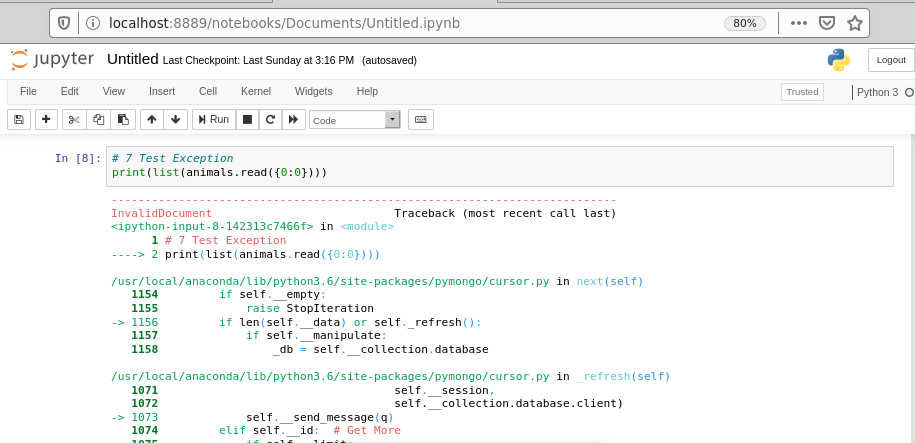 localhost:8889/notebooks/Documents/Untitled.ipynb 80%
jupyter Untitled Last Checkpoint: Last Sunday at 3:16 PM (autosaved) Logout
File Edit View Insert Cell Kernel Widgets Help Trusted Python 3
Run Code
In [8]: # 7 Test Exception
print(list(animals.read({0:0})))
---------------------------------------------------------------------------
InvalidDocument Traceback (most recent call last)
<ipython-input-8-142313c7466f> in <module>
1 # 7 Test Exception
----> 2 print(list(animals.read({0:0})))
/usr/local/anaconda/lib/python3.6/site-packages/pymongo/cursor.py in next(self)
1154 if self.__empty:
1155 raise StopIteration
-> 1156 if len(self.__data) or self._refresh():
1157 if self.__manipulate:
1158 _db = self.__collection.database
/usr/local/anaconda/lib/python3.6/site-packages/pymongo/cursor.py in _refresh(self)
1071 self.__session,
1072 self.__collection.database.client)
-> 1073 self.__send_message(q)
1074 elif self.__id: # Get More
1075 if self.__limit: